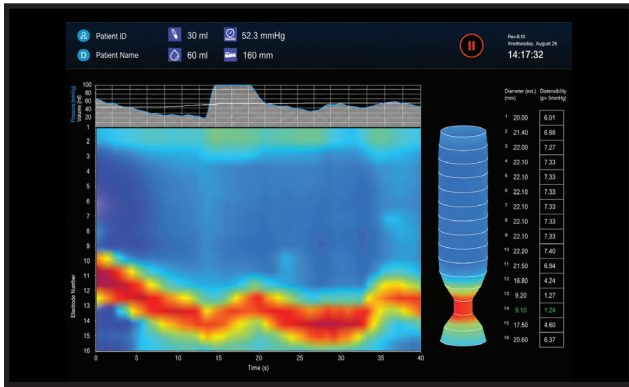 Patient ID
30 ml
52.3 mmHg
Patient Name
60 ml
160 mm
Rev B.10
Wednesday, August 26
14:17:32
Pressure (mmHg)
Volume (ml)
100
80
60
40
20
1
2
3
4
5
6
7
8
9
10
11
12
13
14
15
16
Electrode Number
0 5 10 15 20 25 30 35 40
Time (s)
Diameter (est.) Distensibility
(mm) (p> 5mmHg)
1 20.00 6.01
2 21.40 6.88
3 22.00 7.27
4 22.10 7.33
5 22.10 7.33
6 22.10 7.33
7 22.10 7.33
8 22.10 7.33
9 22.10 7.33
10 22.20 7.40
11 21.50 6.94
12 16.80 4.24
13 9.20 1.27
14 9.10 1.24
15 17.50 4.60
16 20.60 6.37